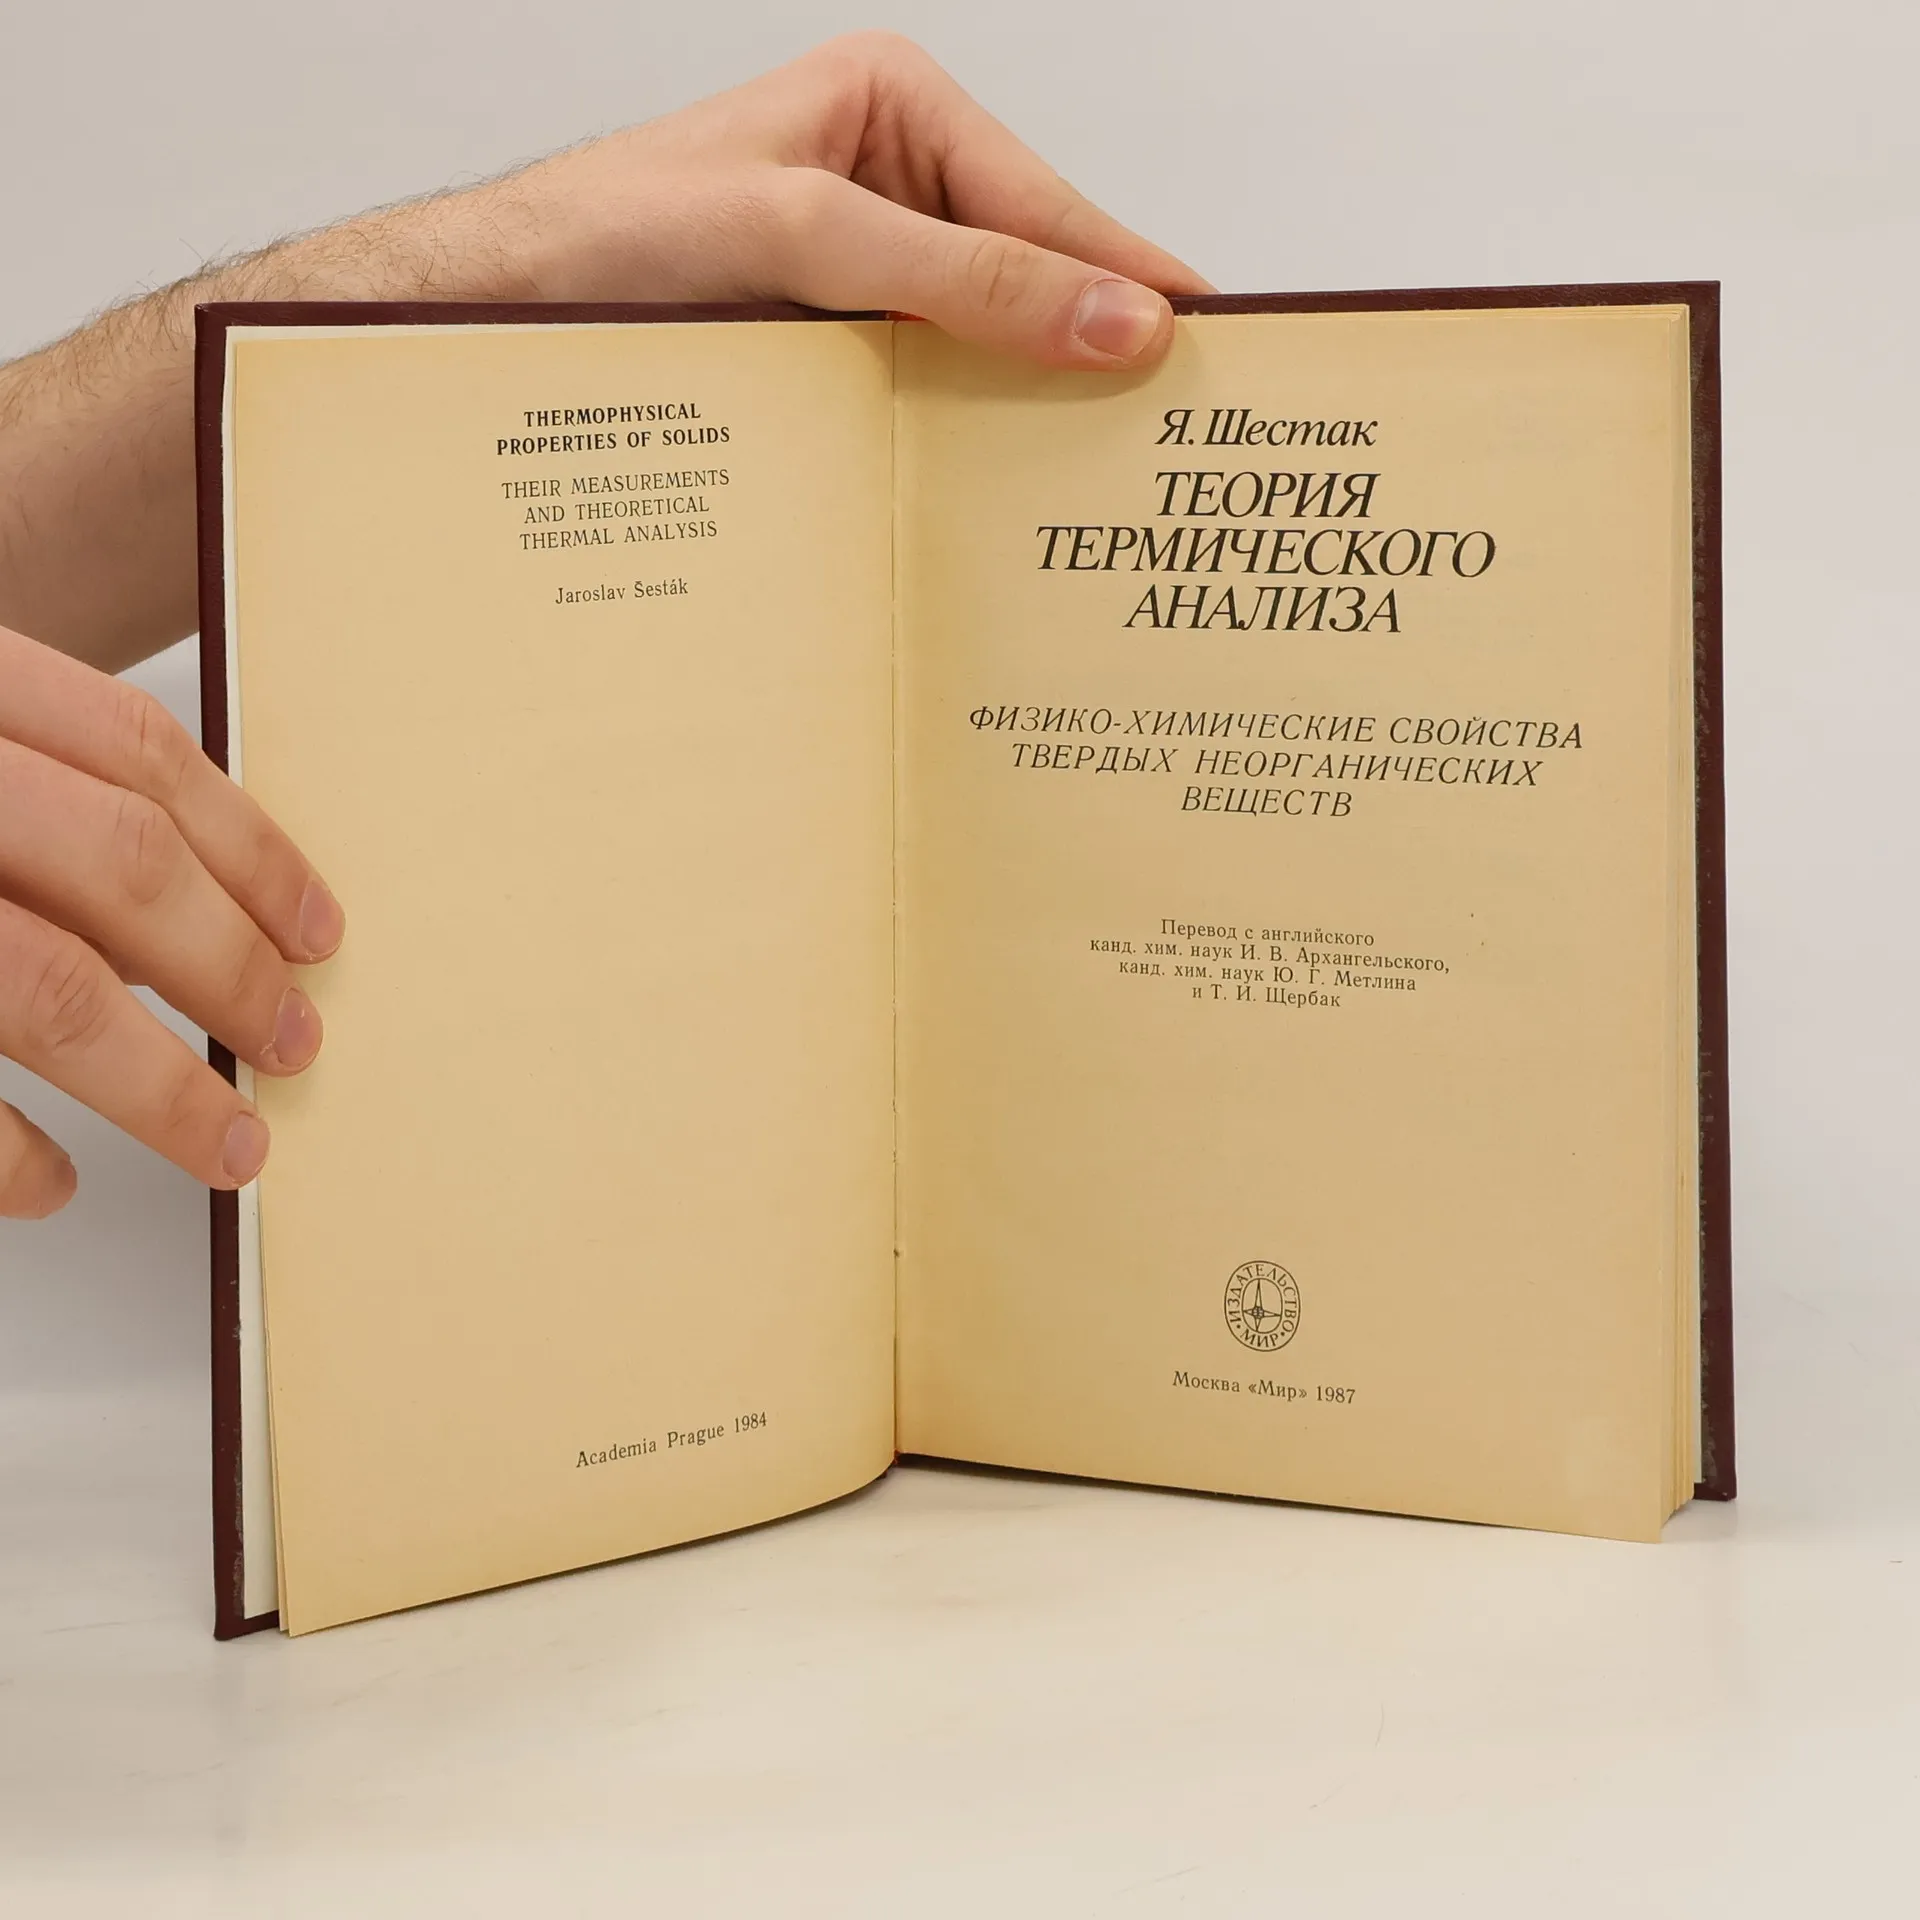 THERMOPHYSICAL
PROPERTIES OF SOLIDS
THEIR MEASUREMENTS
AND THEORETICAL
THERMAL ANALYSIS
Jaroslav Šesták
Academia Prague 1984
Я. Шестак
ТЕОРИЯ
ТЕРМИЧЕСКОГО
АНАЛИЗА
ФИЗИКО-ХИМИЧЕСКИЕ СВОЙСТВА
ТВЕРДЫХ НЕОРГАНИЧЕСКИХ
ВЕЩЕСТВ
Перевод с английского
канд. хим. наук И. В. Архангельского,
канд. хим. наук Ю. Г. Метлина
и Т. И. Щербак
ИЗДАТЕЛЬСТВО
• МИР •
Москва «Мир» 1987